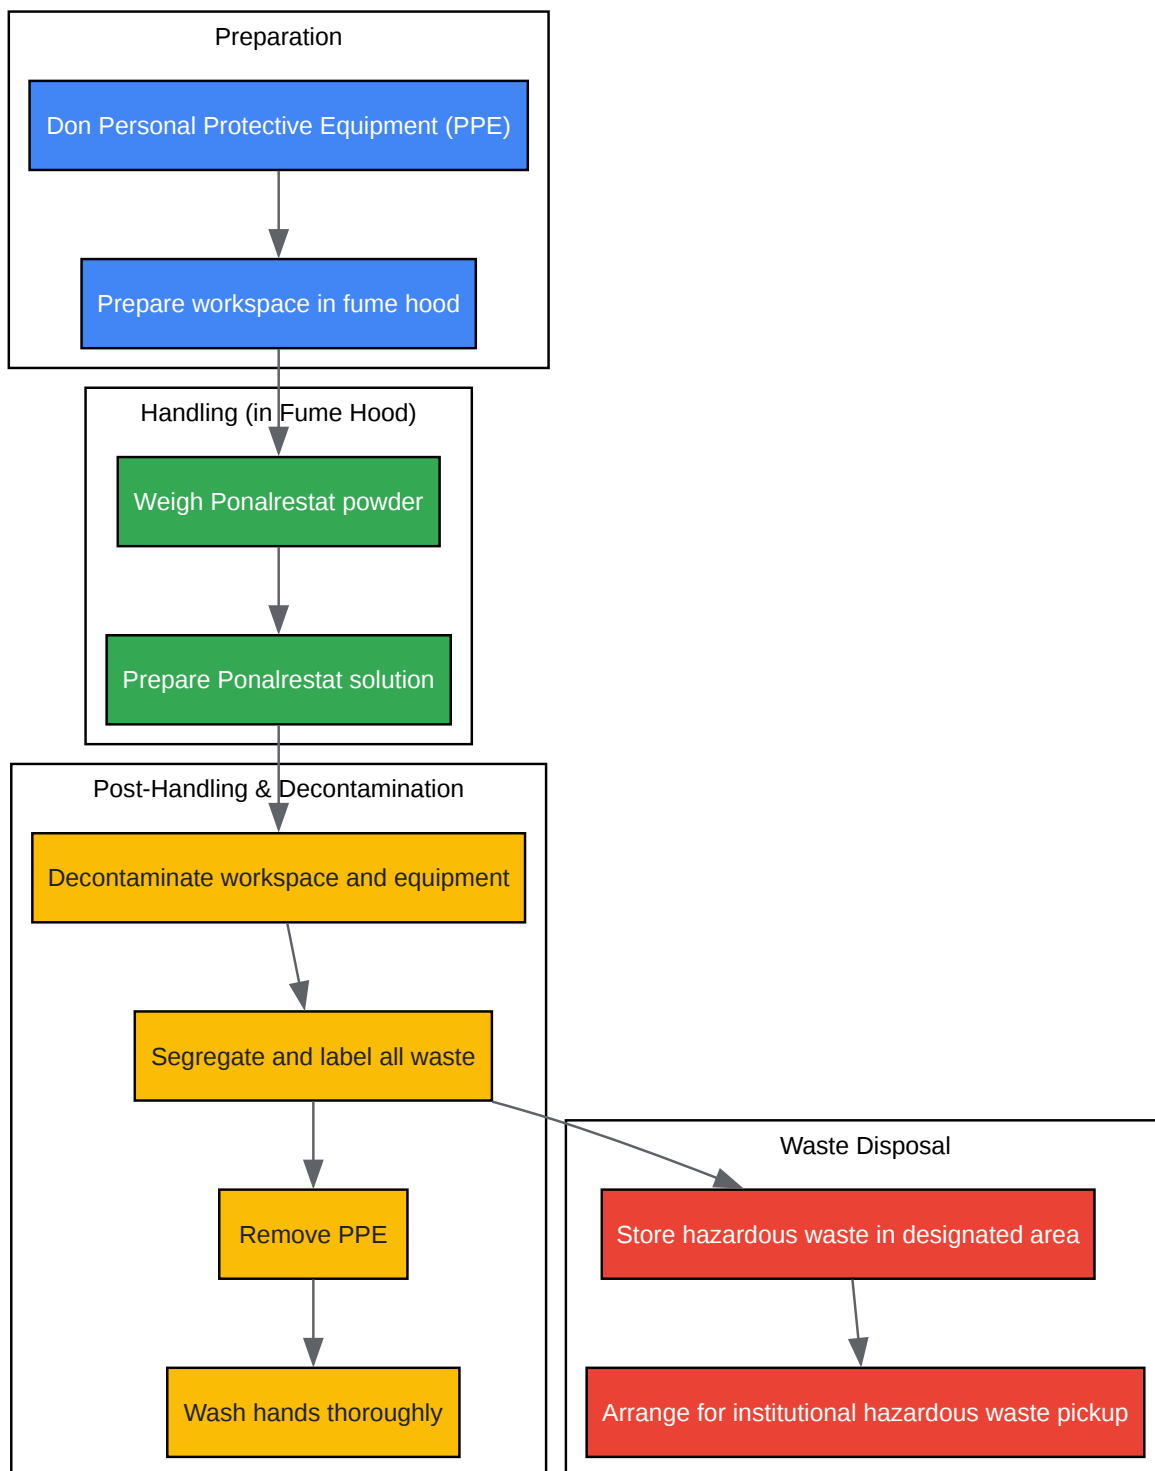 Preparation
Don Personal Protective Equipment (PPE)
Prepare workspace in fume hood
Handling (in Fume Hood)
Weigh Ponalrestat powder
Prepare Ponalrestat solution
Post-Handling & Decontamination
Decontaminate workspace and equipment
Segregate and label all waste
Waste Disposal
Remove PPE
Store hazardous waste in designated area
Wash hands thoroughly
Arrange for institutional hazardous waste pickup